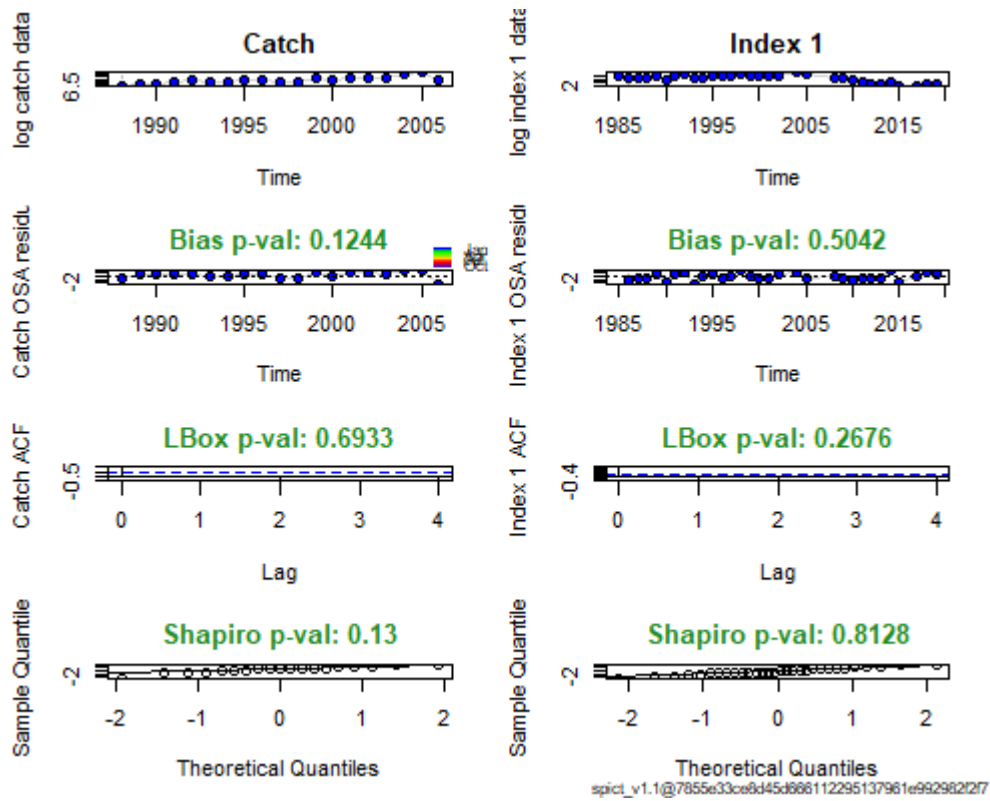 Catch
log catch data
6.5
1990 1995 2000 2005
Time
Index 1
log index 1 data
2
1985 1995 2005 2015
Time
Bias p-val: 0.1244
Catch OSA residu
-2
1990 1995 2000 2005
Time
Bias p-val: 0.5042
Index 1 OSA residu
-2
1985 1995 2005 2015
Time
LBox p-val: 0.6933
Catch ACF
-0.5
0 1 2 3 4
Lag
LBox p-val: 0.2676
Index 1 ACF
-0.4
0 1 2 3 4
Lag
Shapiro p-val: 0.13
Sample Quantile
-2
-2 -1 0 1 2
Theoretical Quantiles
Shapiro p-val: 0.8128
Sample Quantile
-2
-2 -1 0 1 2
Theoretical Quantiles